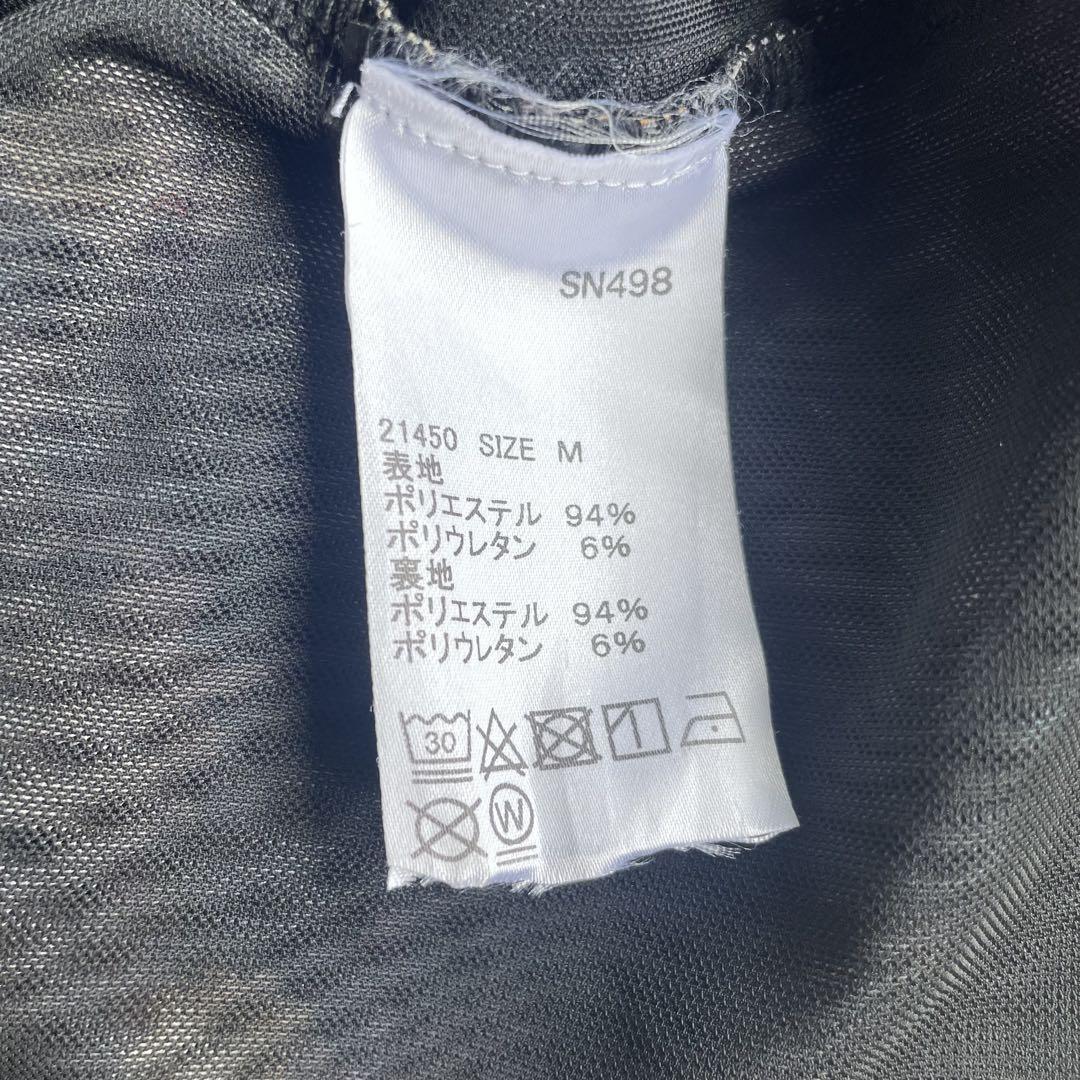 SN498
21450 SIZE M
表地
ポリエステル 94%
ポリウレタン 6%
裏地
ポリエステル 94%
ポリウレタン 6%
30
W